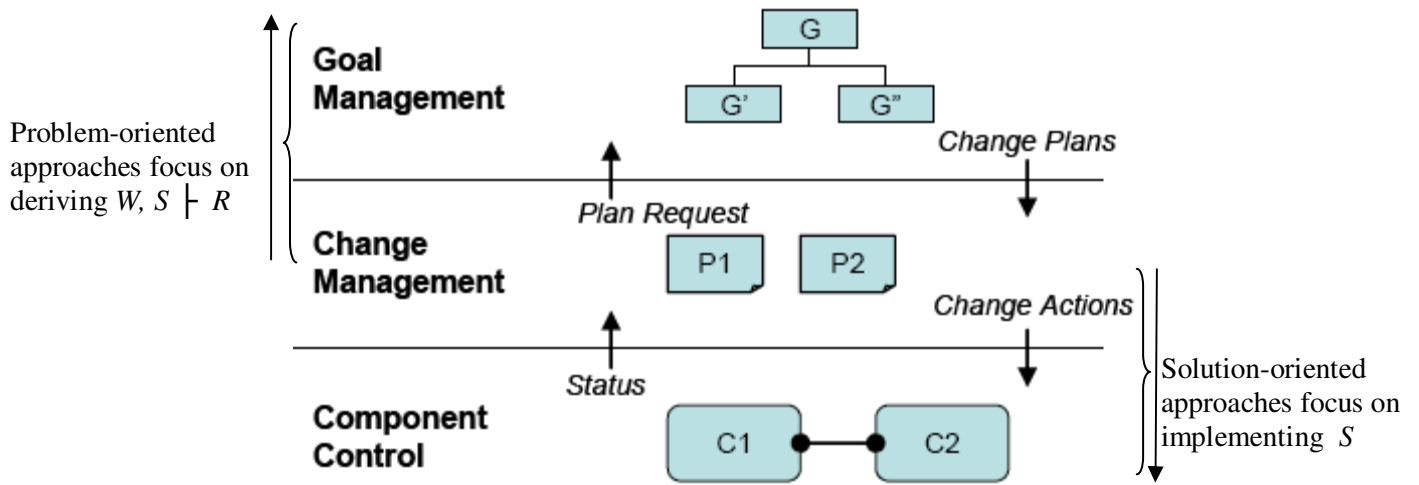 G
Goal
Management
G'
G"
Problem-oriented
approaches focus on
deriving W, S ├ R
Change Plans
Plan Request
Change
Management
P1
P2
Change Actions
Status
Solution-oriented
approaches focus on
implementing S
Component
Control
C1
C2